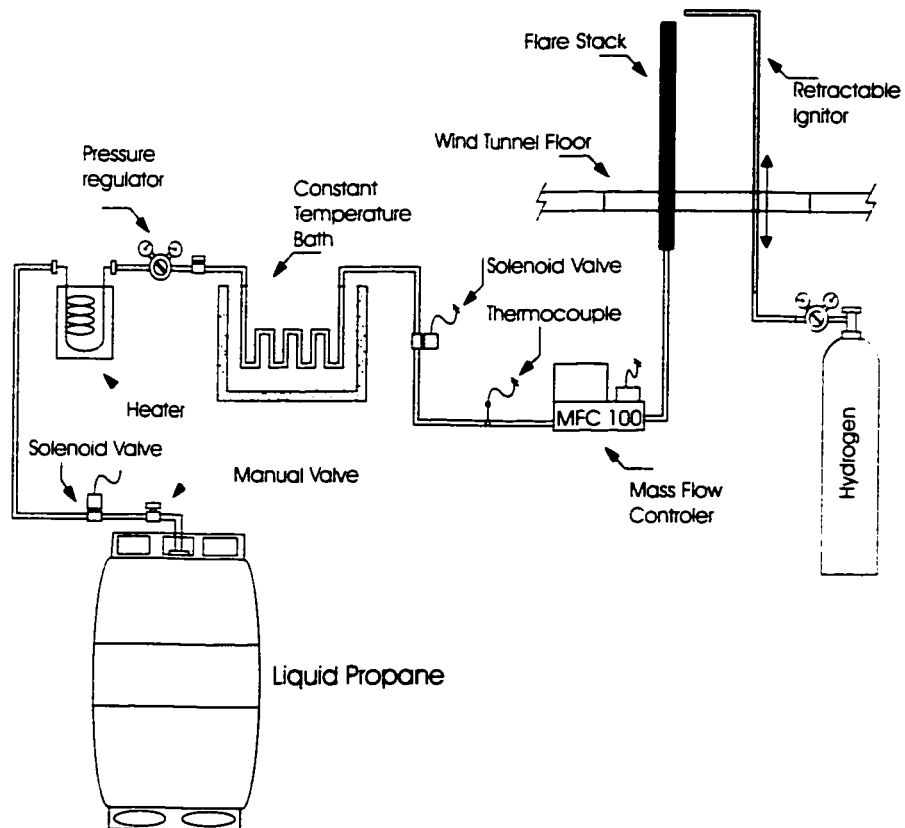 Flare Stack
Retractable
Ignitor
Wind Tunnel Floor
Pressure
regulator
Constant
Temperature
Bath
Solenoid Valve
Thermocouple
Heater
MFC 100
Solenoid Valve
Manual Valve
Mass Flow
Controler
Hydrogen
Liquid Propane